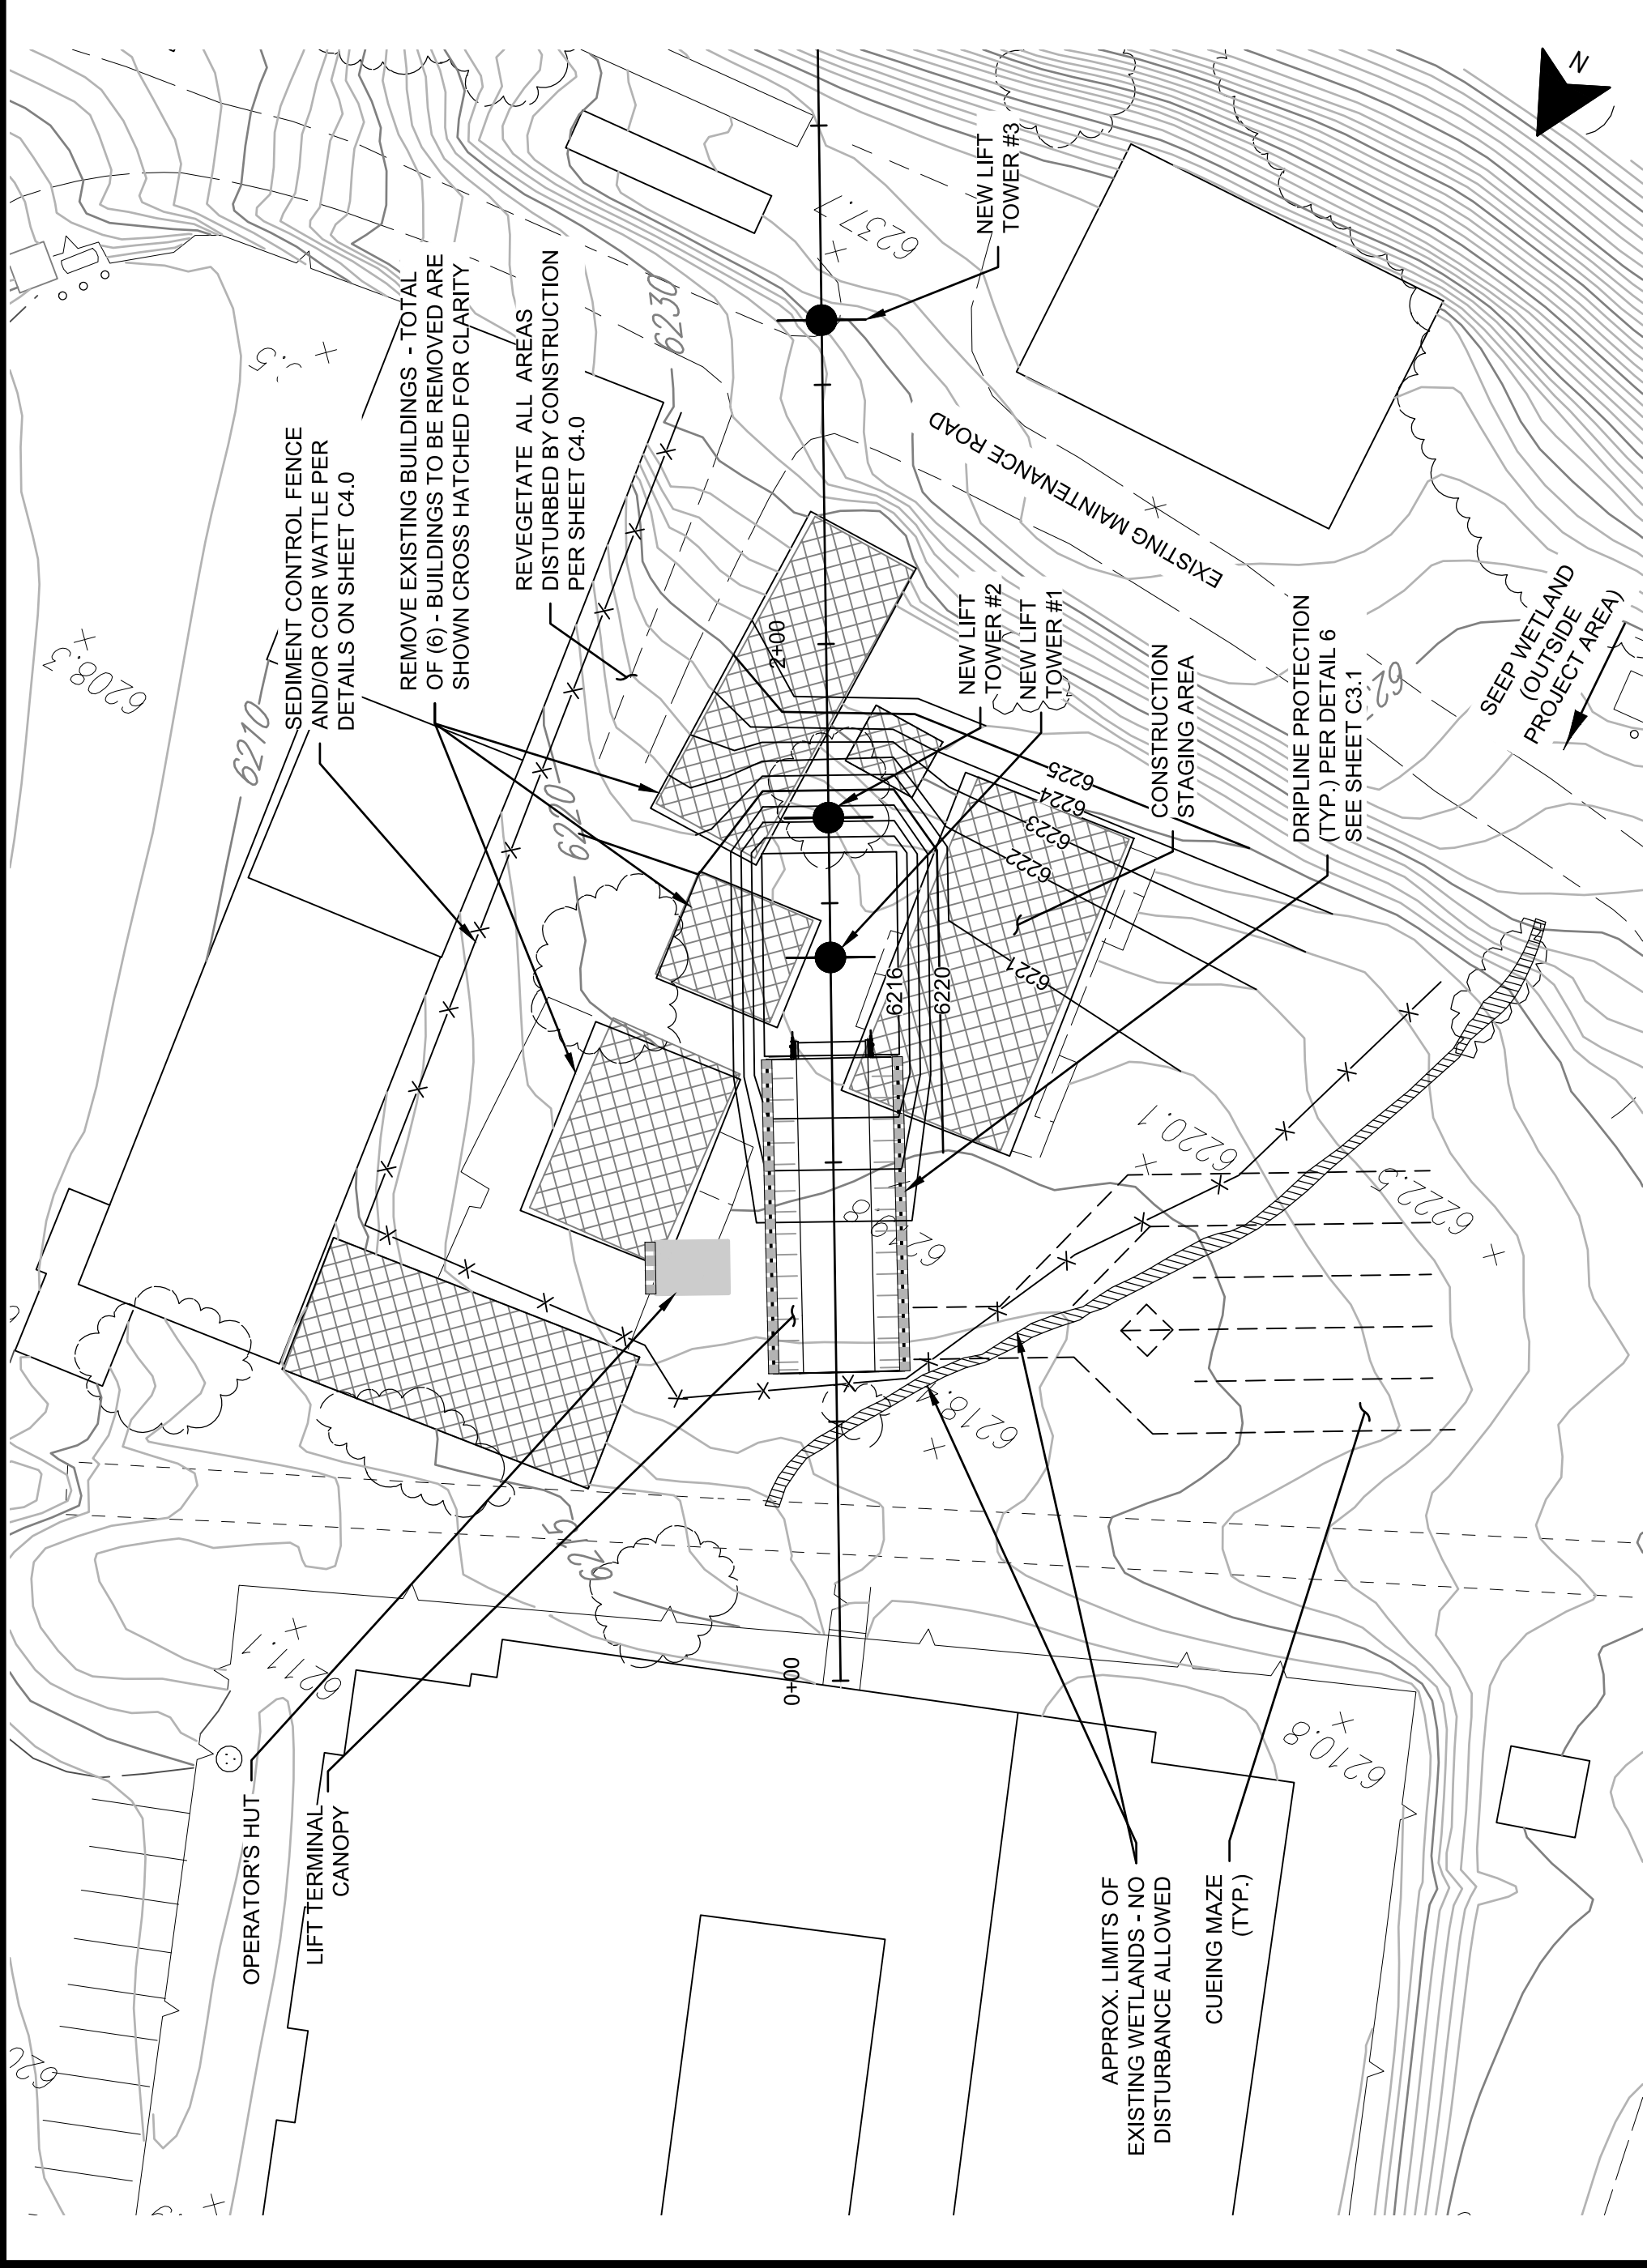 SEDIMENT CONTROL FENCE
AND/OR COIR WATTLE PER
DETAILS ON SHEET C4.0
REMOVE EXISTING BUILDINGS - TOTAL
OF (6) - BUILDINGS TO BE REMOVED ARE
SHOWN CROSS HATCHED FOR CLARITY
REVEGETATE ALL AREAS
DISTURBED BY CONSTRUCTION
PER SHEET C4.0
NEW LIFT
TOWER #3
NEW LIFT
TOWER #2
NEW LIFT
TOWER #1
CONSTRUCTION
STAGING AREA
DRIPLINE PROTECTION
(TYP.) PER DETAIL 6
SEE SHEET C3.1
SEEP WETLAND
(OUTSIDE
PROJECT AREA)
EXISTING MAINTENANCE ROAD
OPERATOR'S HUT
LIFT TERMINAL
CANOPY
APPROX. LIMITS OF
EXISTING WETLANDS - NO
DISTURBANCE ALLOWED
CUEING MAZE
(TYP.)
N
6208.3
6210
6220
6230
6237.7
2+00
0+00
6225
6224
6223
6222
6221
6220
6216
6220.1
6222.5
6211.1
6210.8